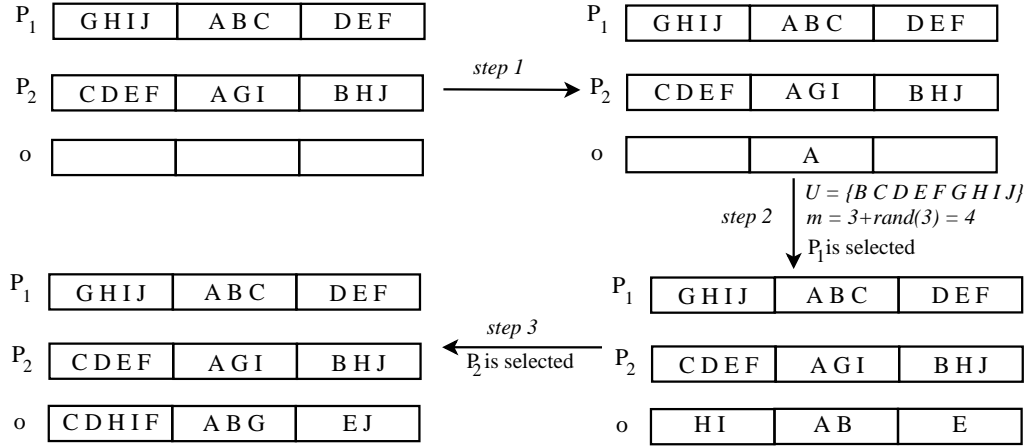 P1 GHIJ ABC DEF
P2 CDEF AGI BHJ
o
step 1
P1 GHIJ ABC DEF
P2 CDEF AGI BHJ
o A
step 2
U = {B C D E F G H I J}
m = 3+rand(3) = 4
P1 is selected
P1 GHIJ ABC DEF
P2 CDEF AGI BHJ
o HI AB E
step 3
P2 is selected
P1 GHIJ ABC DEF
P2 CDEF AGI BHJ
o CDHIF ABG EJ